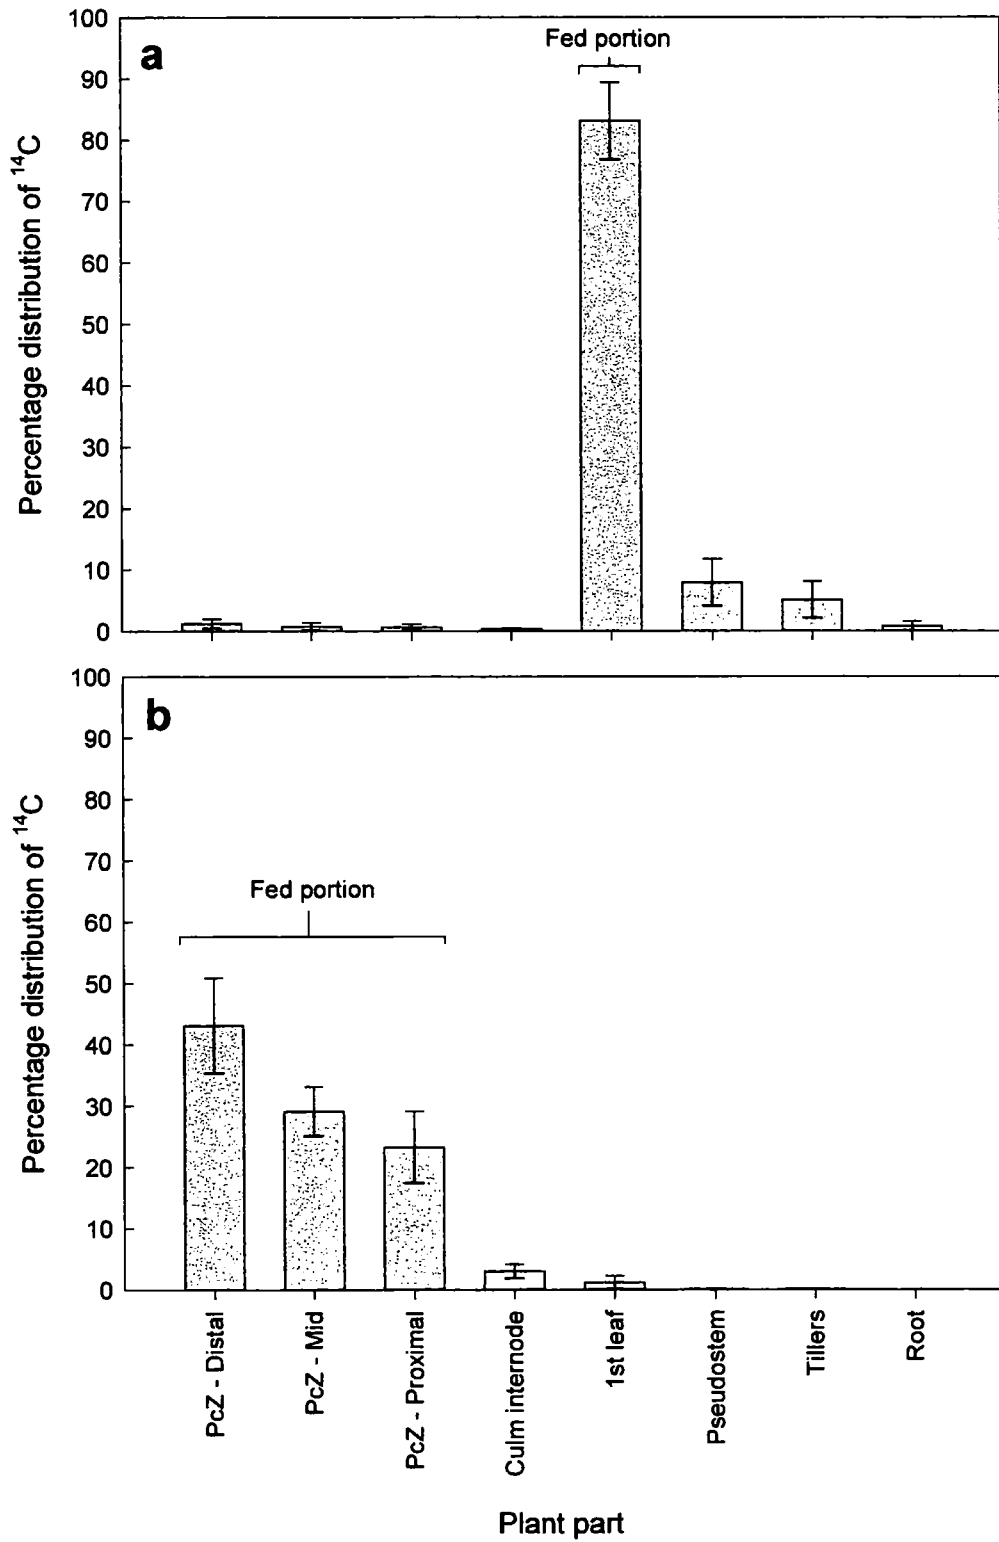 100
90
80
70
60
50
40
30
20
10
0
Percentage distribution of ¹⁴C
a
Fed portion
100
90
80
70
60
50
40
30
20
10
0
Percentage distribution of ¹⁴C
b
Fed portion
PcZ - Distal
PcZ - Mid
PcZ - Proximal
Culm internode
1st leaf
Pseudostem
Tillers
Root
Plant part